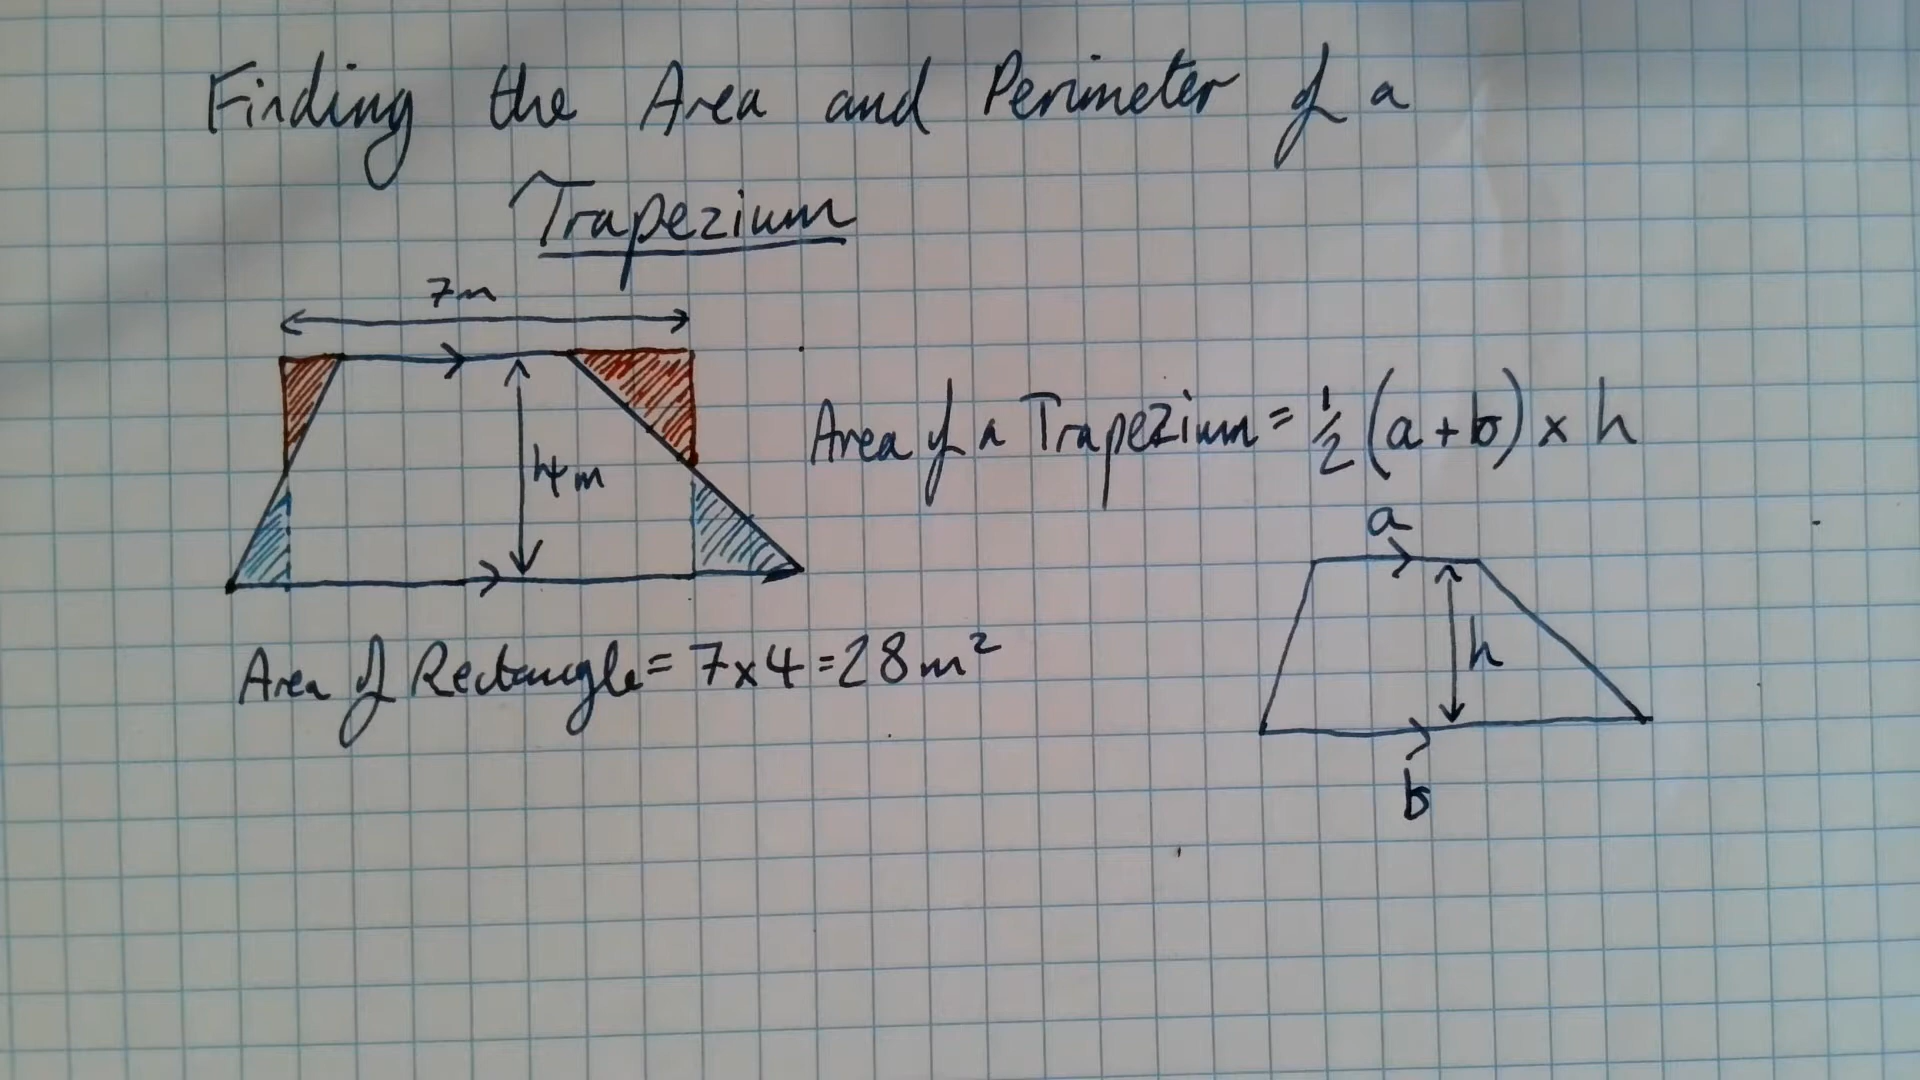 Finding the Area and Perimeter of a
Trapezium
7m
4m
Area of a Trapezium = ½ (a + b) × h
a
h
b
Area of Rectangle = 7 × 4 = 28m²